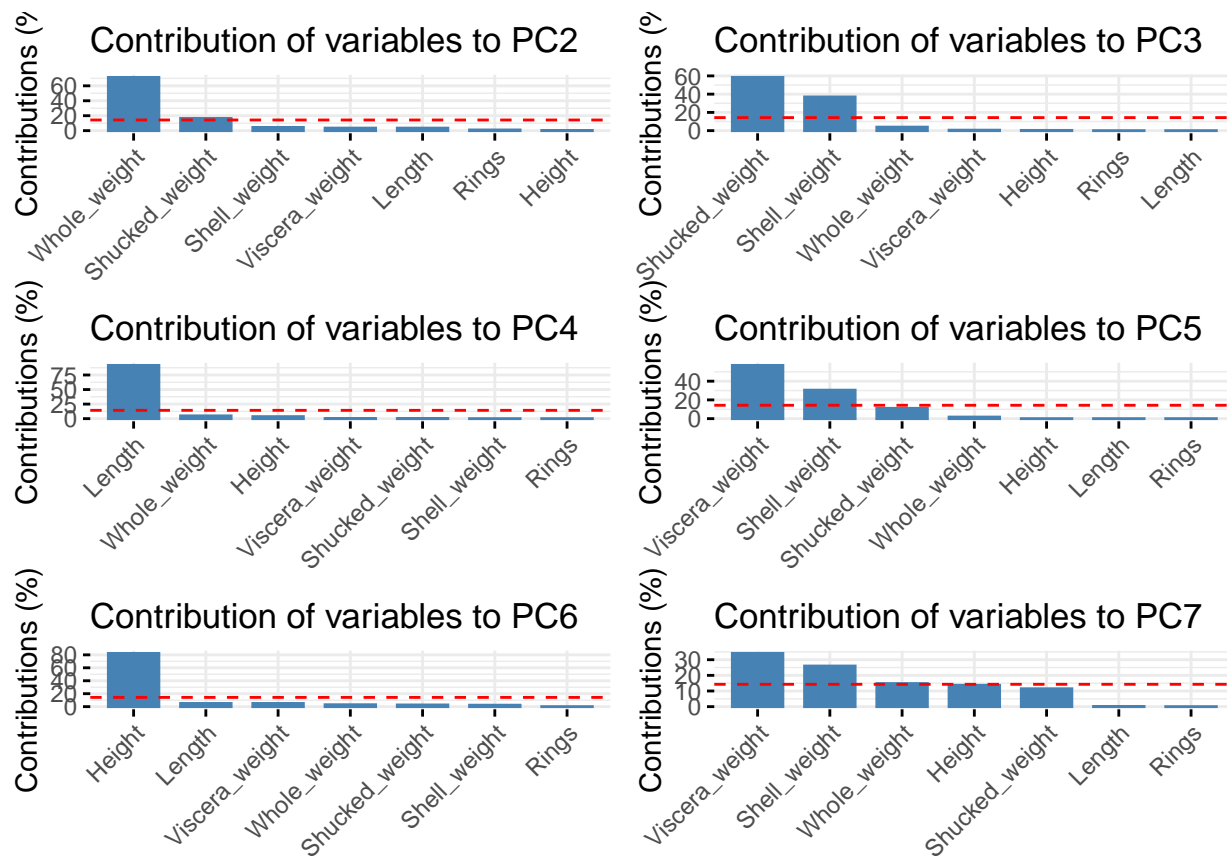 Contribution of variables to PC2
Contributions (%
60
40
20
0
Whole_weight
Shucked_weight
Shell_weight
Viscera_weight
Length
Rings
Height
Contribution of variables to PC3
Contributions (%
60
40
20
0
Shucked_weight
Shell_weight
Whole_weight
Viscera_weight
Height
Rings
Length
Contribution of variables to PC4
Contributions (%)
75
50
25
0
Length
Whole_weight
Height
Viscera_weight
Shucked_weight
Shell_weight
Rings
Contribution of variables to PC5
Contributions (%)
40
20
0
Viscera_weight
Shell_weight
Shucked_weight
Whole_weight
Height
Length
Rings
Contribution of variables to PC6
Contributions (%)
80
60
40
20
0
Height
Length
Viscera_weight
Whole_weight
Shucked_weight
Shell_weight
Rings
Contribution of variables to PC7
Contributions (%)
30
20
10
0
Viscera_weight
Shell_weight
Whole_weight
Height
Shucked_weight
Length
Rings